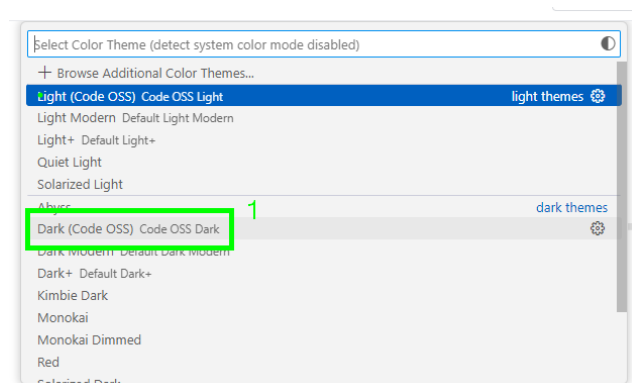 Select Color Theme (detect system color mode disabled)
+ Browse Additional Color Themes...
Light (Code OSS) Code OSS Light light themes
Light Modern Default Light Modern
Light+ Default Light+
Quiet Light
Solarized Light
Abyss dark themes
1
Dark (Code OSS) Code OSS Dark
Dark Modern Default Dark Modern
Dark+ Default Dark+
Kimbie Dark
Monokai
Monokai Dimmed
Red
Solarized Dark